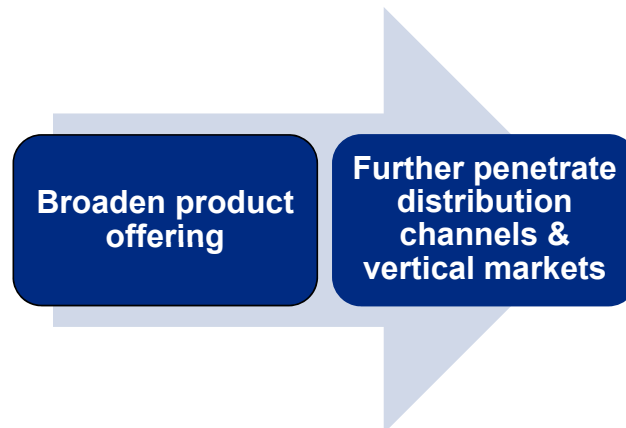 Broaden product
offering
Further penetrate
distribution
channels &
vertical markets